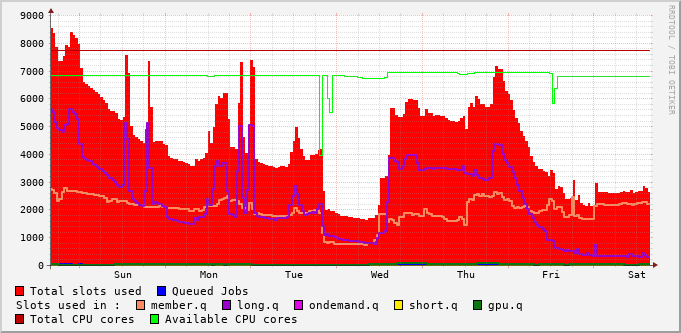 RRDTOOL / TOBI OETIKER
9000
8000
7000
6000
5000
4000
3000
2000
1000
0
Sun Mon Tue Wed Thu Fri Sat
Total slots used Queued Jobs
Slots used in : member.q long.q ondemand.q short.q gpu.q
Total CPU cores Available CPU cores